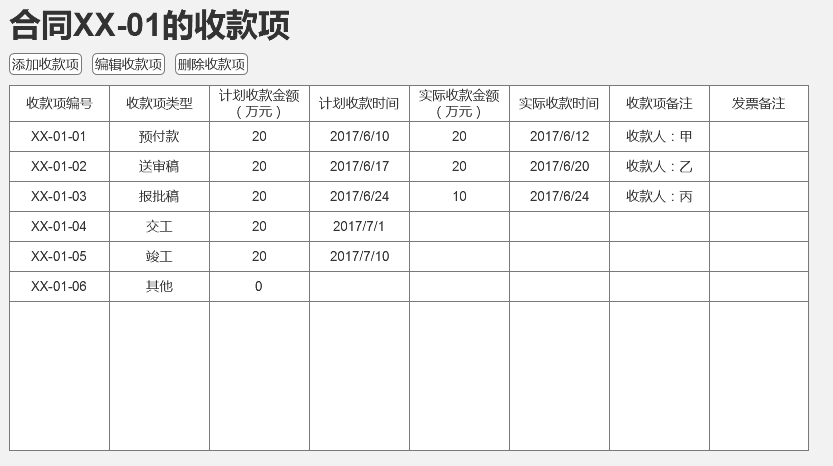 合同XX-01的收款项
添加收款项 编辑收款项 删除收款项
收款项编号 收款项类型 计划收款金额（万元） 计划收款时间 实际收款金额（万元） 实际收款时间 收款项备注 发票备注
XX-01-01 预付款 20 2017/6/10 20 2017/6/12 收款人：甲
XX-01-02 送审稿 20 2017/6/17 20 2017/6/20 收款人：乙
XX-01-03 报批稿 20 2017/6/24 10 2017/6/24 收款人：丙
XX-01-04 交工 20 2017/7/1
XX-01-05 竣工 20 2017/7/10
XX-01-06 其他 0